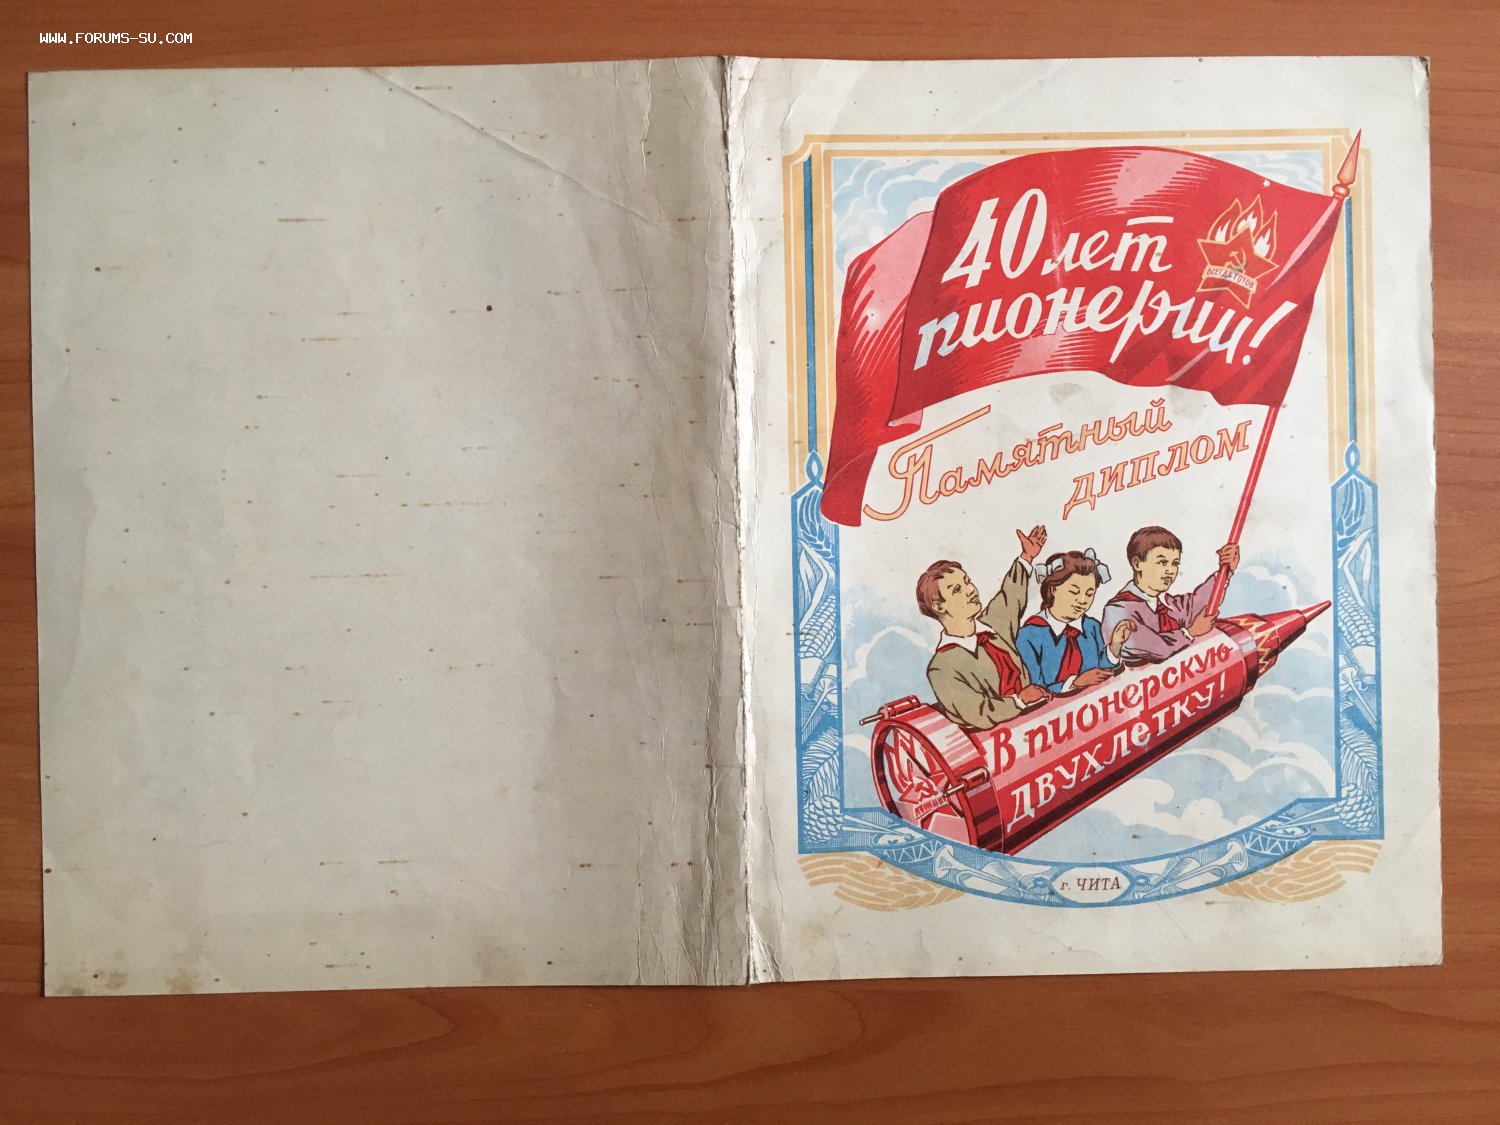 WWW.FORUMS-SU.COM
40 лет
пионерии!
ВСЕГДА ГОТОВ
Памятный
диплом
В пионерскую
двухлетку!
г. ЧИТА